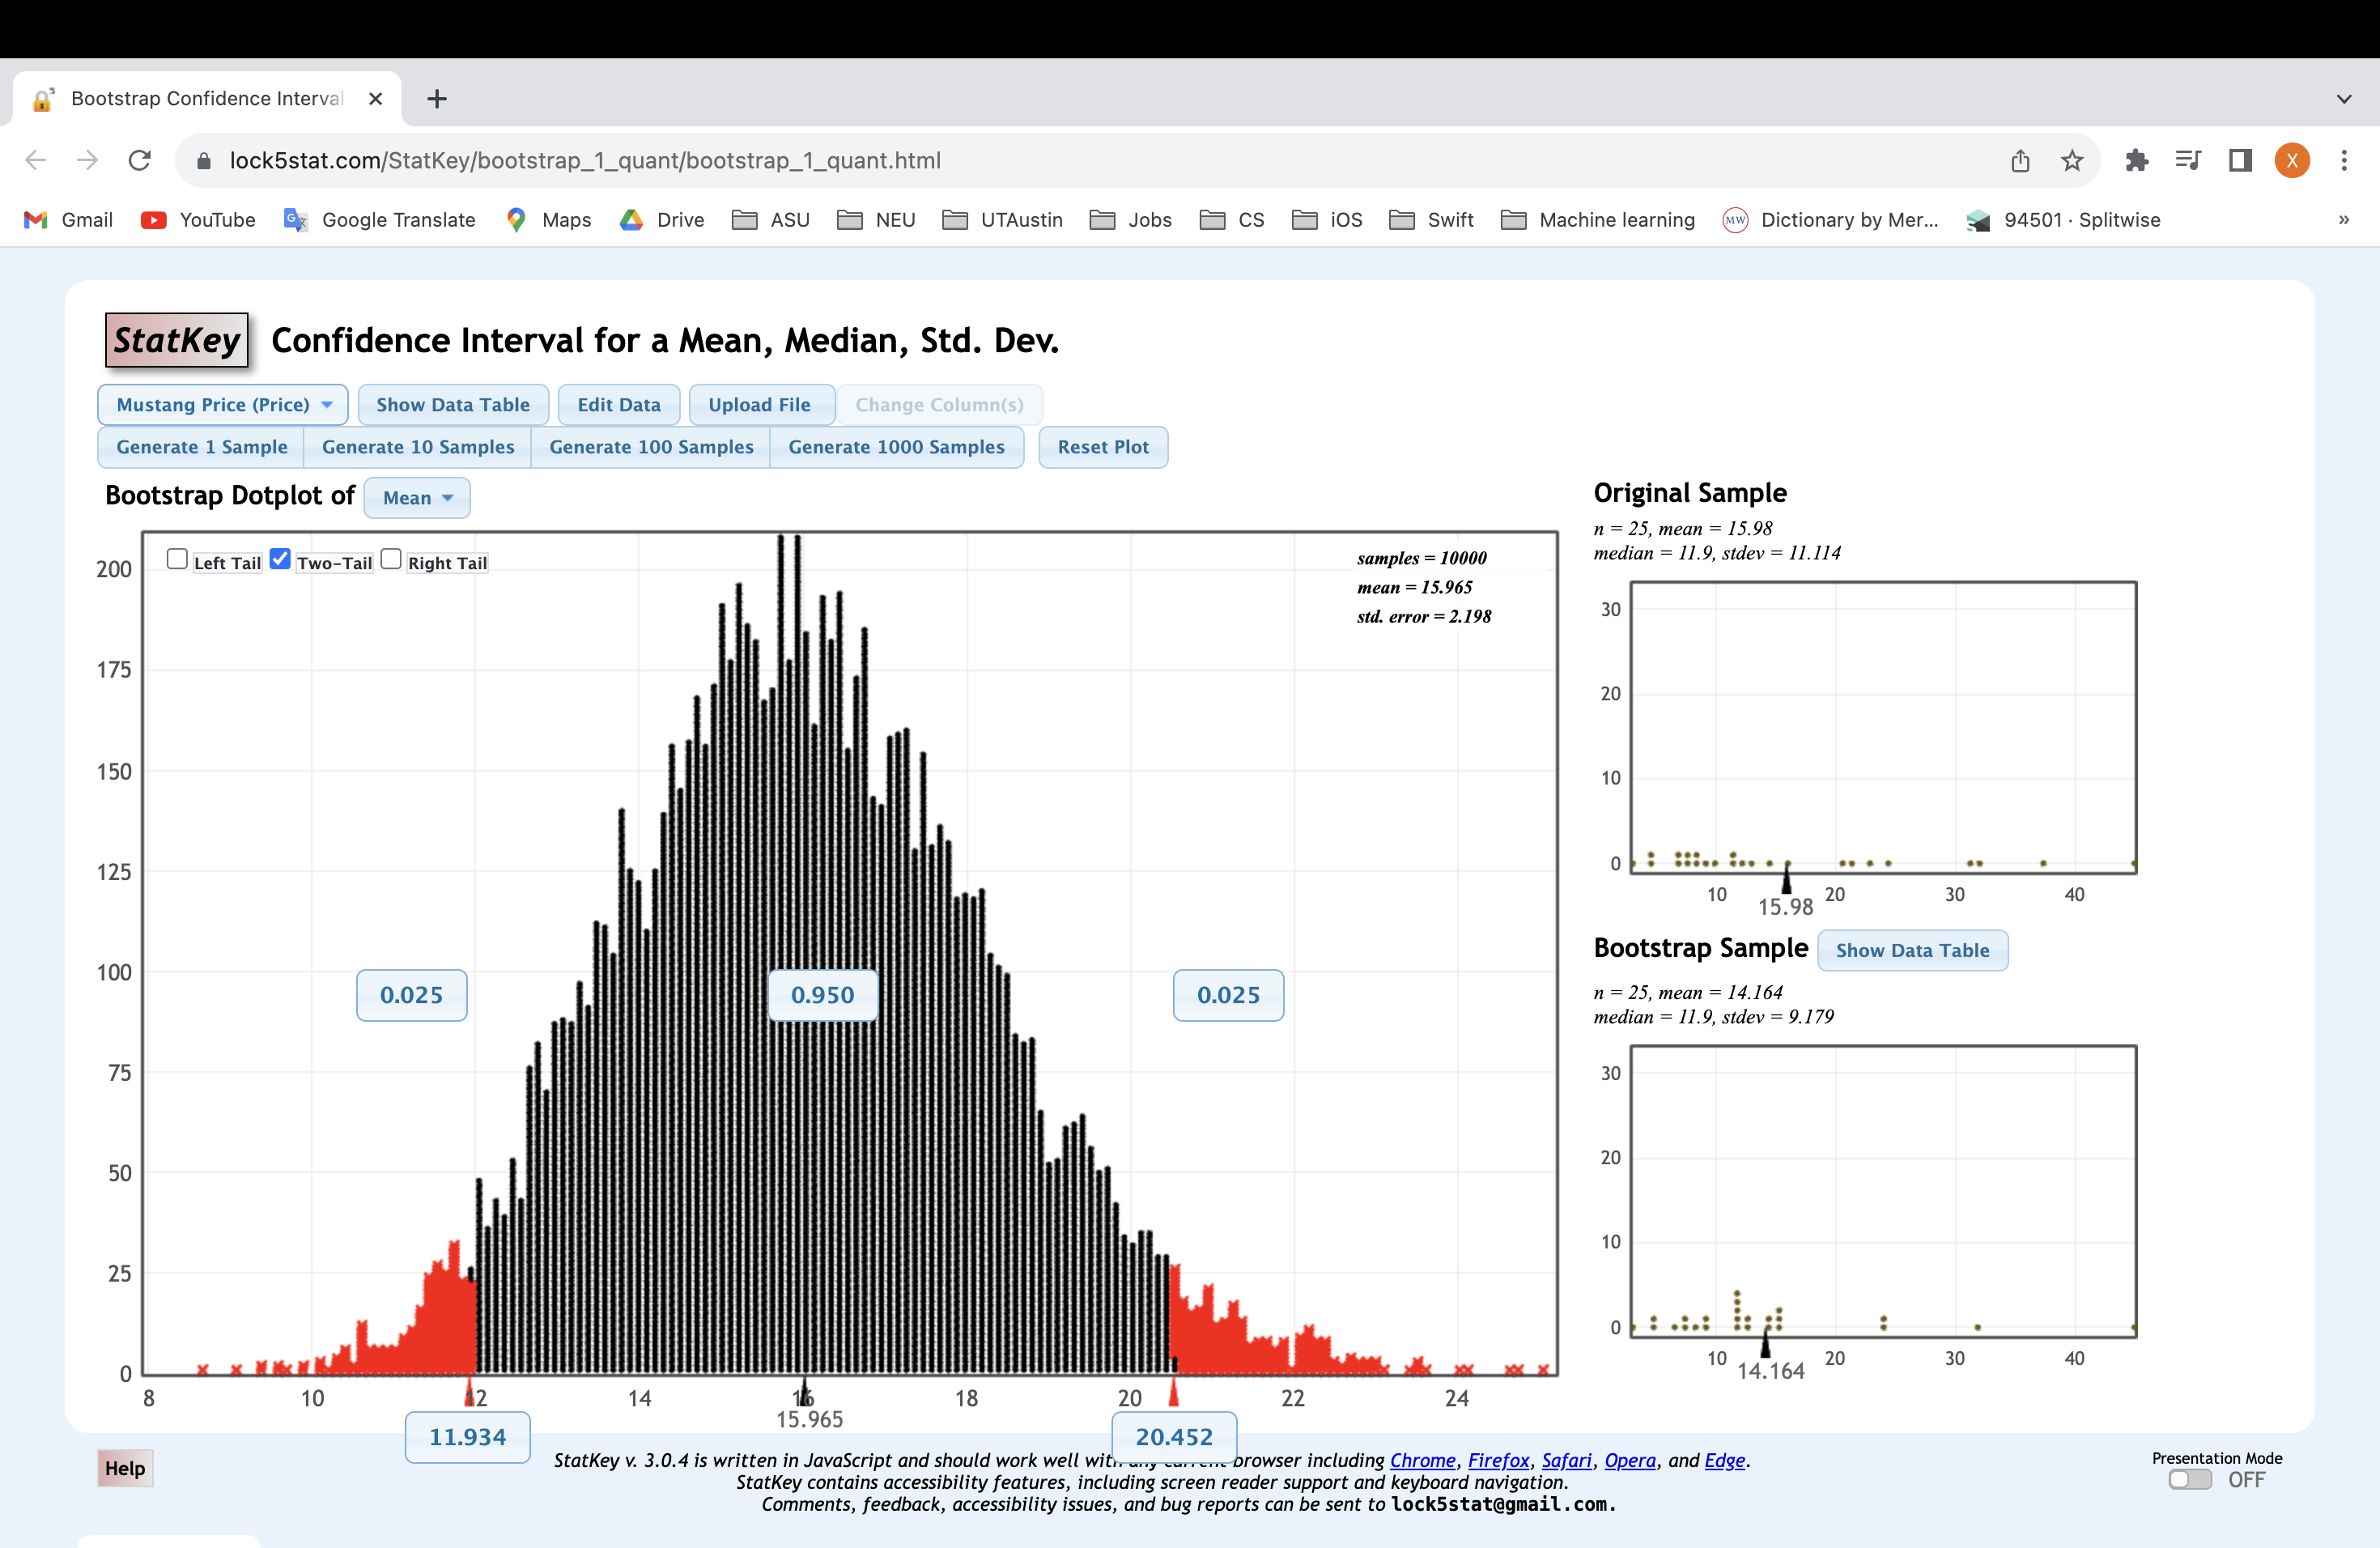 Bootstrap Confidence Interval
lock5stat.com/StatKey/bootstrap_1_quant/bootstrap_1_quant.html
X
Gmail YouTube Google Translate Maps Drive ASU NEU UTAustin Jobs CS iOS Swift Machine learning MW Dictionary by Mer... 94501 · Splitwise »
StatKey Confidence Interval for a Mean, Median, Std. Dev.
Mustang Price (Price) Show Data Table Edit Data Upload File Change Column(s)
Generate 1 Sample Generate 10 Samples Generate 100 Samples Generate 1000 Samples Reset Plot
Bootstrap Dotplot of Mean
Left Tail Two-Tail Right Tail
samples = 10000
mean = 15.965
std. error = 2.198
200
175
150
125
100
75
50
25
0
0.025 0.950 0.025
8 10 12 14 16 18 20 22 24
15.965
11.934 20.452
Original Sample
n = 25, mean = 15.98
median = 11.9, stdev = 11.114
30
20
10
0
10 20 30 40
15.98
Bootstrap Sample Show Data Table
n = 25, mean = 14.164
median = 11.9, stdev = 9.179
30
20
10
0
10 20 30 40
14.164
Help
StatKey v. 3.0.4 is written in JavaScript and should work well with any current browser including Chrome, Firefox, Safari, Opera, and Edge.
StatKey contains accessibility features, including screen reader support and keyboard navigation.
Comments, feedback, accessibility issues, and bug reports can be sent to lock5stat@gmail.com.
Presentation Mode
OFF